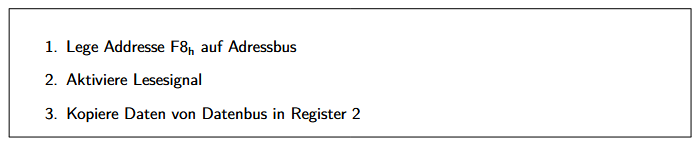 1. Lege Addresse F8ₕ auf Adressbus
2. Aktiviere Lesesignal
3. Kopiere Daten von Datenbus in Register 2